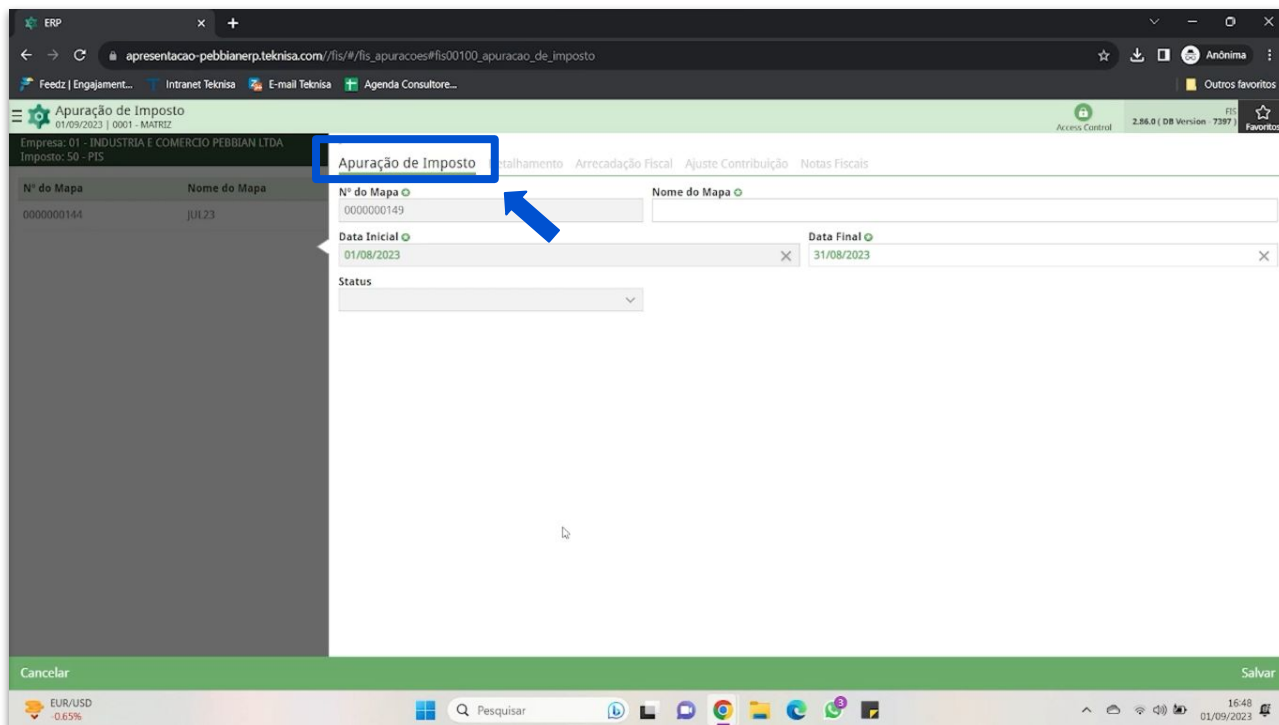 ERP
apresentacao-pebbianerp.teknisa.com//fis/#/fis_apuracoes#fis00100_apuracao_de_imposto
Anônima
Feedz | Engajament... Intranet Teknisa E-mail Teknisa Agenda Consultore... Outros favoritos
Apuração de Imposto
01/09/2023 | 0001 - MATRIZ
Access Control
FIS
2.86.0 ( DB Version - 7397 )
Favoritos
Empresa: 01 - INDUSTRIA E COMERCIO PEBBIAN LTDA
Imposto: 50 - PIS
Nº do Mapa Nome do Mapa
0000000144 JUL23
Apuração de Imposto etalhamento Arrecadação Fiscal Ajuste Contribuição Notas Fiscais
Nº do Mapa Nome do Mapa
0000000149
Data Inicial Data Final
01/08/2023 31/08/2023
Status
Cancelar Salvar
EUR/USD
-0.65%
Pesquisar
3
16:48
01/09/2023